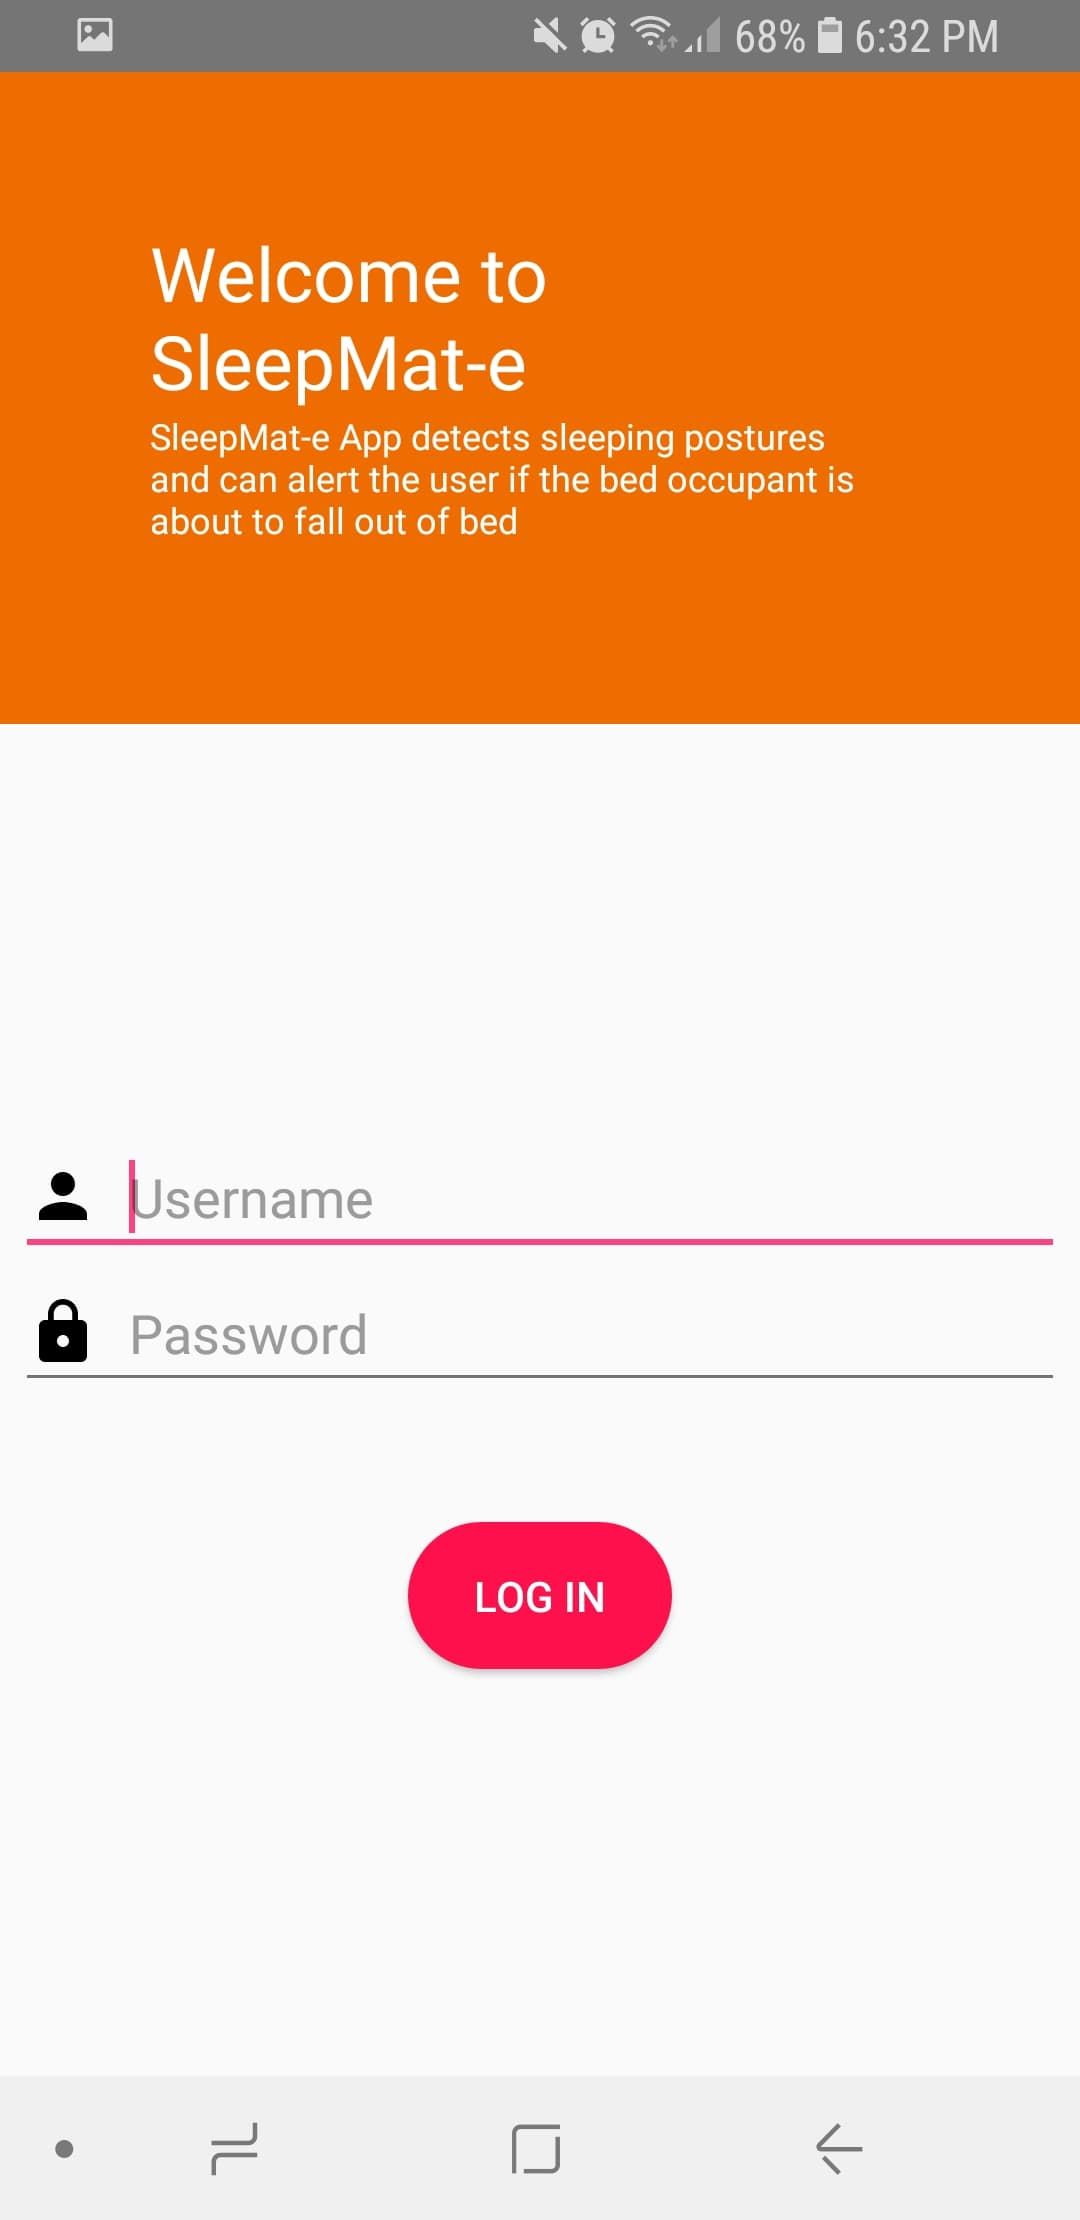 68% 6:32 PM
Welcome to
SleepMat-e
SleepMat-e App detects sleeping postures
and can alert the user if the bed occupant is
about to fall out of bed
Username
Password
LOG IN